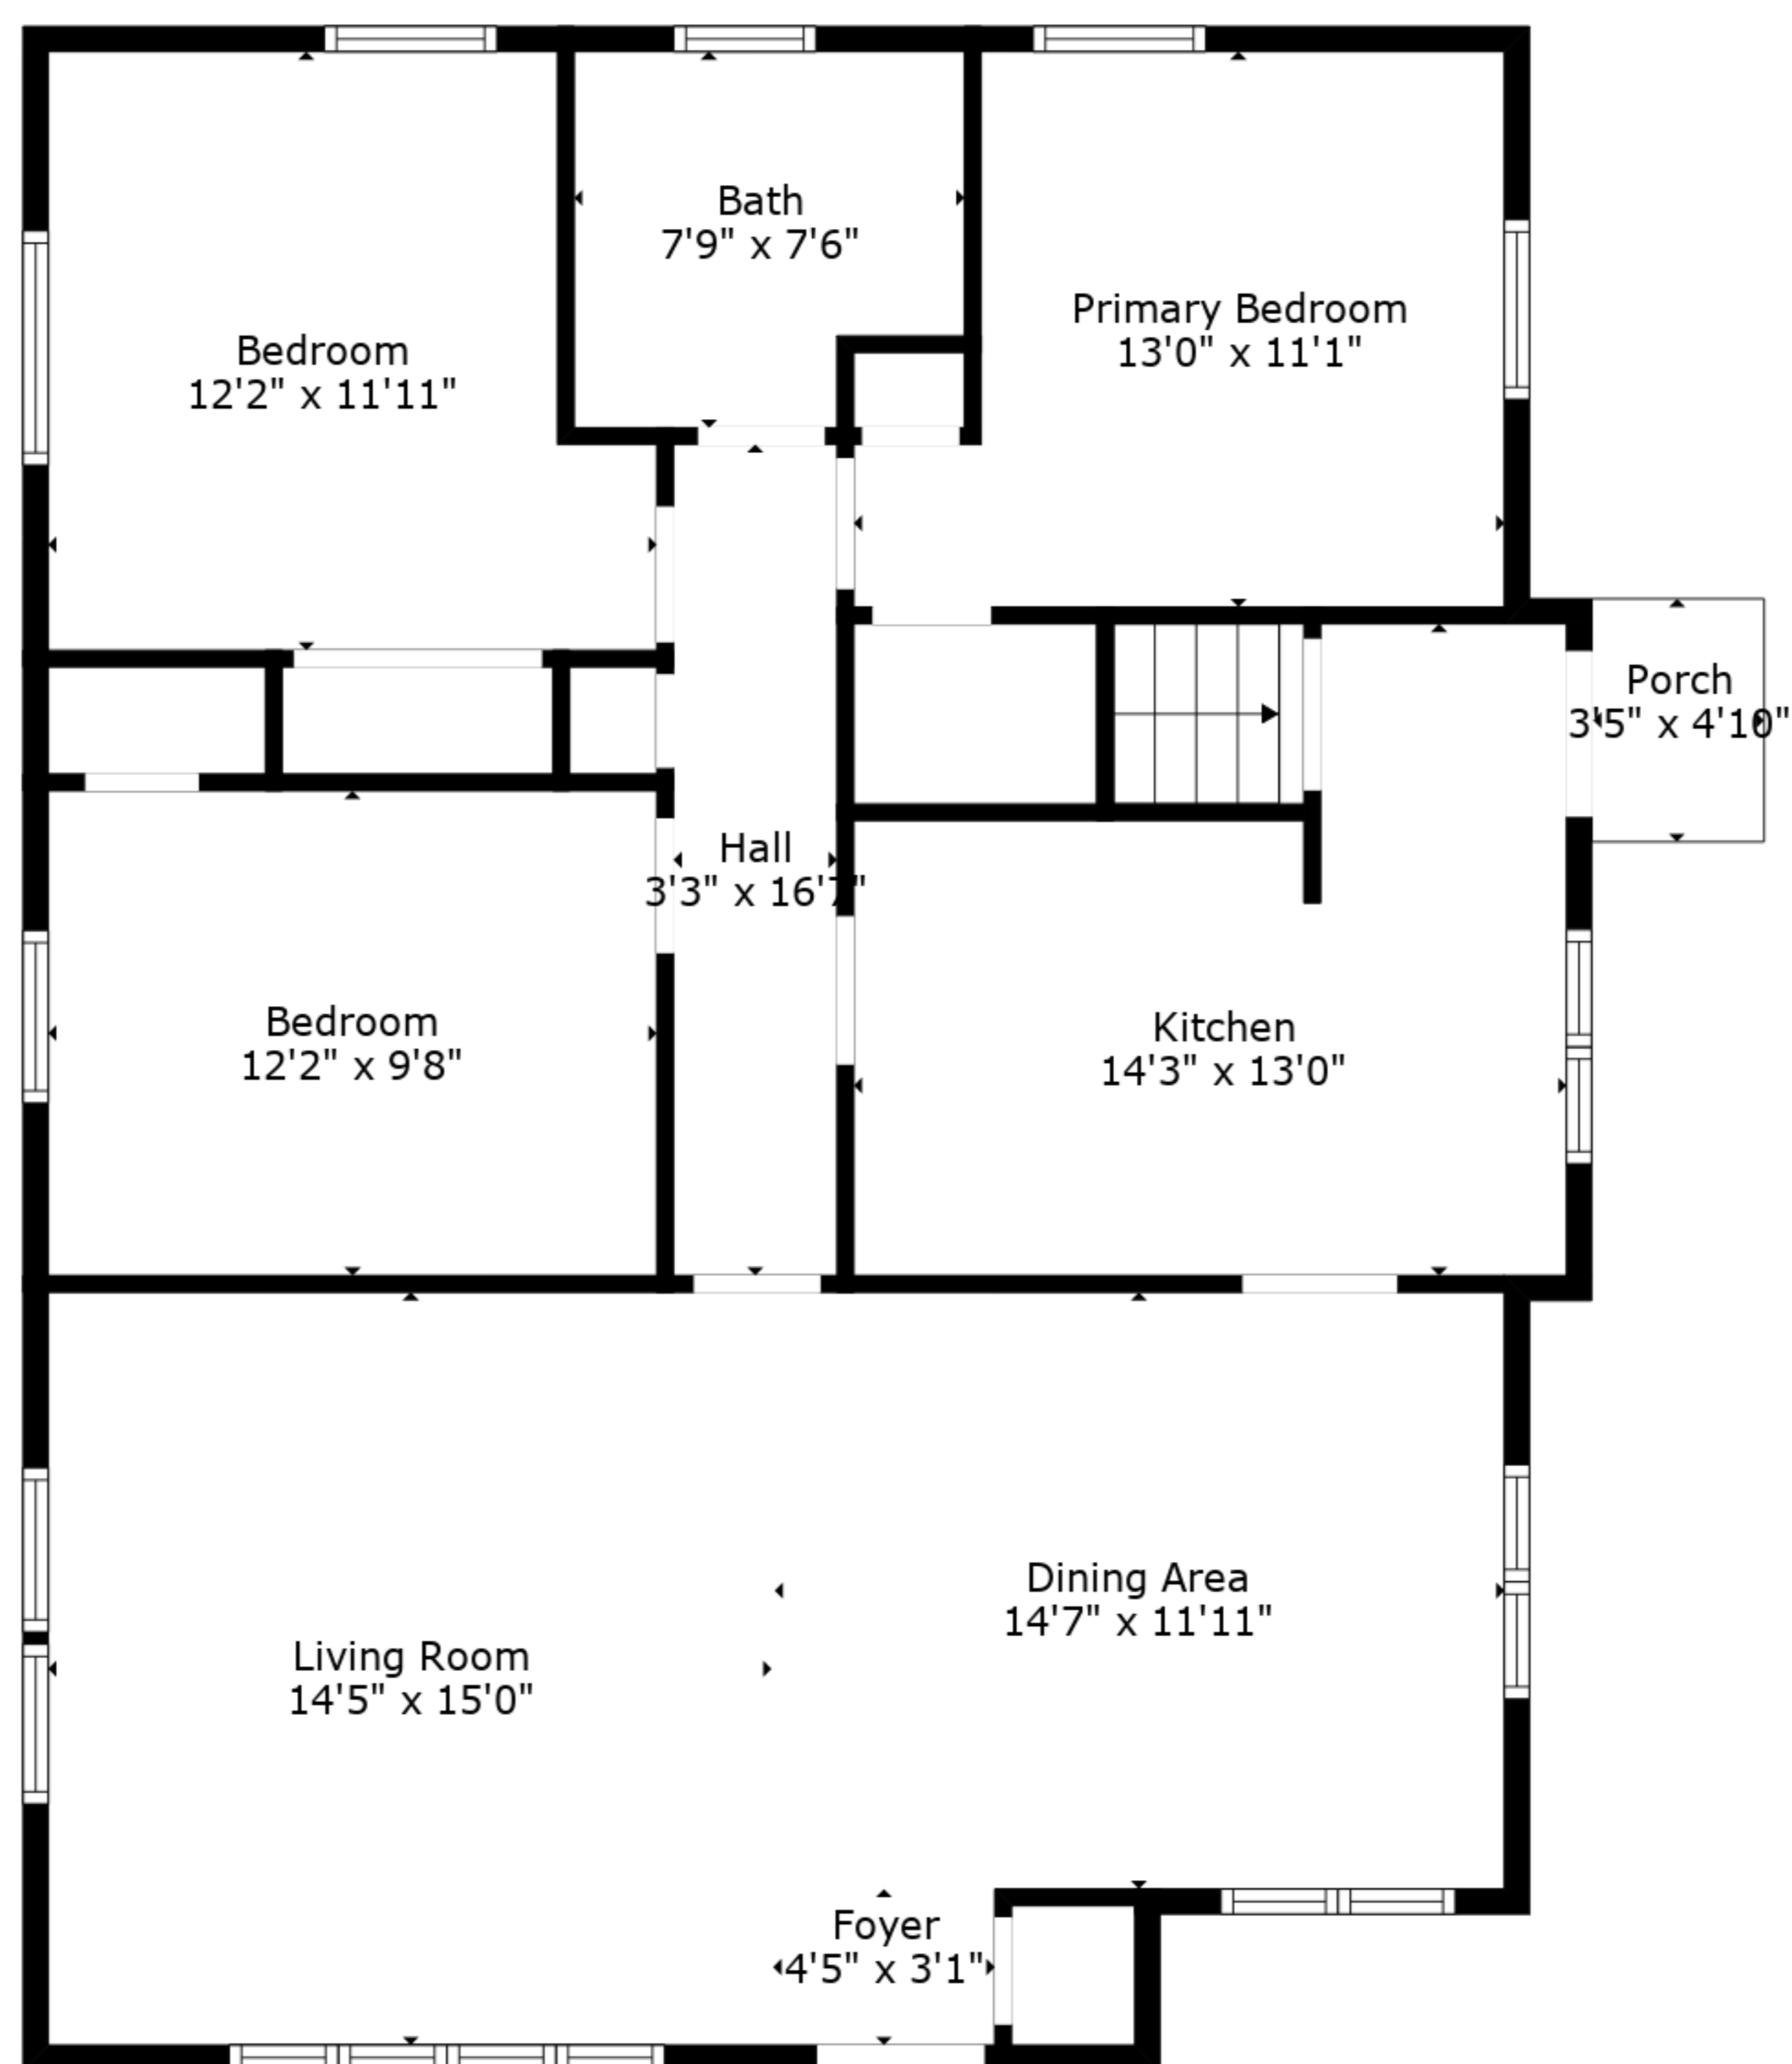 Bath
7'9" x 7'6"
Primary Bedroom
13'0" x 11'1"
Bedroom
12'2" x 11'11"
Porch
3'5" x 4'10"
Hall
3'3" x 16'7"
Bedroom
12'2" x 9'8"
Kitchen
14'3" x 13'0"
Dining Area
14'7" x 11'11"
Living Room
14'5" x 15'0"
Foyer
4'5" x 3'1"